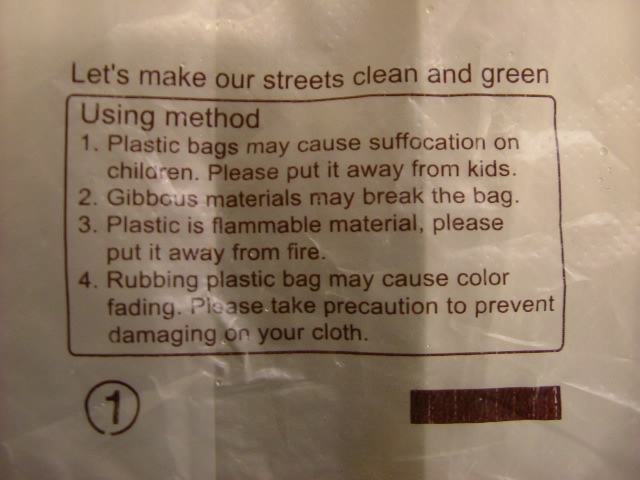 Let's make our streets clean and green
Using method
1. Plastic bags may cause suffocation on
children. Please put it away from kids.
2. Gibbous materials may break the bag.
3. Plastic is flammable material, please
put it away from fire.
4. Rubbing plastic bag may cause color
fading. Please take precaution to prevent
damaging on your cloth.
1